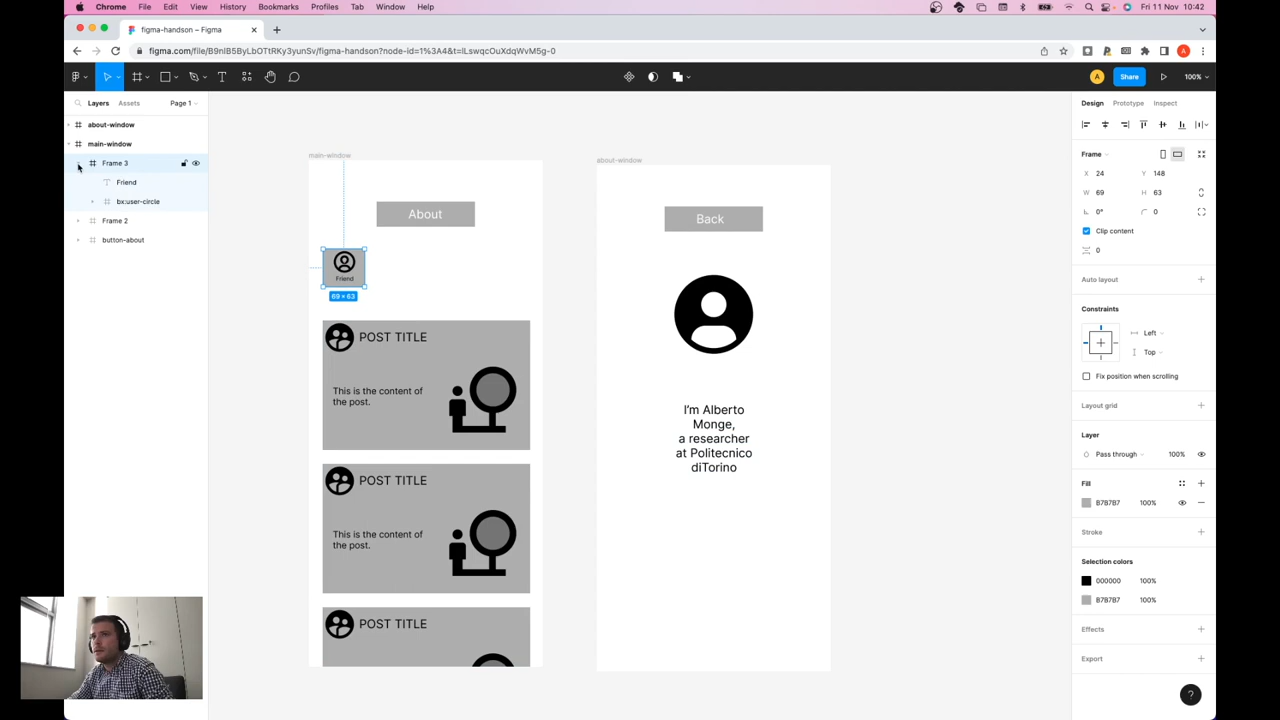 Chrome File Edit View History Bookmarks Profiles Tab Window Help
Fri 11 Nov 10:42
figma-handson – Figma
figma.com/file/B9nIB5ByLbOTtRKy3yunSv/figma-handson?node-id=1%3A4&t=lLswqcOuXdqWvM5g-0
A
A
Share
100%
Layers
Assets
Page 1
about-window
main-window
Frame 3
Friend
bx:user-circle
Frame 2
button-about
main-window
About
Friend
69 × 63
POST TITLE
This is the content of
the post.
POST TITLE
This is the content of
the post.
POST TITLE
about-window
Back
I'm Alberto
Monge,
a researcher
at Politecnico
diTorino
Design
Prototype
Inspect
Frame
X 24
Y 148
W 69
H 63
0°
0
Clip content
0
Auto layout
Constraints
Left
Top
Fix position when scrolling
Layout grid
Layer
Pass through
100%
Fill
B7B7B7
100%
Stroke
Selection colors
000000
100%
B7B7B7
100%
Effects
Export
?